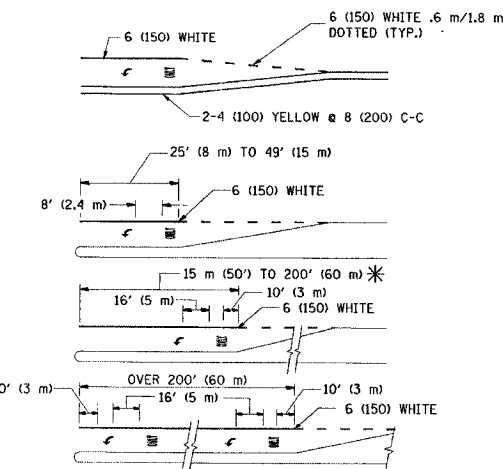 6 (150) WHITE .6 m/1.8 m
DOTTED (TYP.)
6 (150) WHITE
2-4 (100) YELLOW @ 8 (200) C-C
25' (8 m) TO 49' (15 m)
6 (150) WHITE
8' (2.4 m)
15 m (50') TO 200' (60 m) *
10' (3 m)
16' (5 m)
6 (150) WHITE
OVER 200' (60 m)
0' (3 m)
16' (5 m)
10' (3 m)
6 (150) WHITE